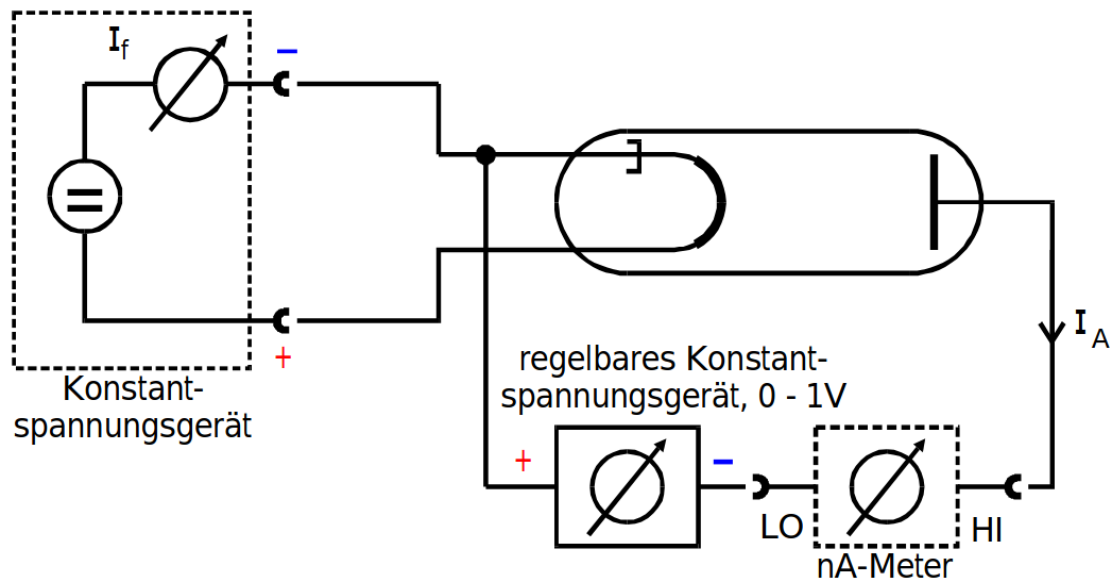 I_f
−
+
Konstant-
spannungsgerät
I_A
regelbares Konstant-
spannungsgerät, 0 - 1V
+
−
LO
HI
nA-Meter